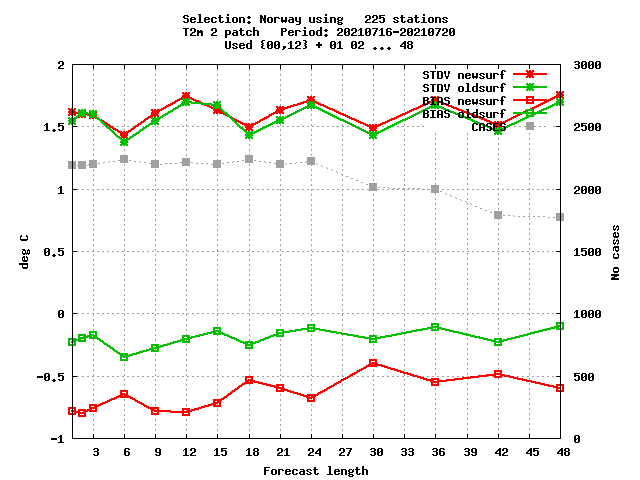 Selection: Norway using   225 stations
T2m 2 patch   Period: 20210716-20210720
Used {00,12} + 01 02 ... 48
2 3000
STDV newsurf
STDV oldsurf
BIAS newsurf
BIAS oldsurf
CASES
1.5 2500
1 2000
0.5 1500
0 1000
-0.5 500
-1 0
deg C
No cases
3 6 9 12 15 18 21 24 27 30 33 36 39 42 45 48
Forecast length